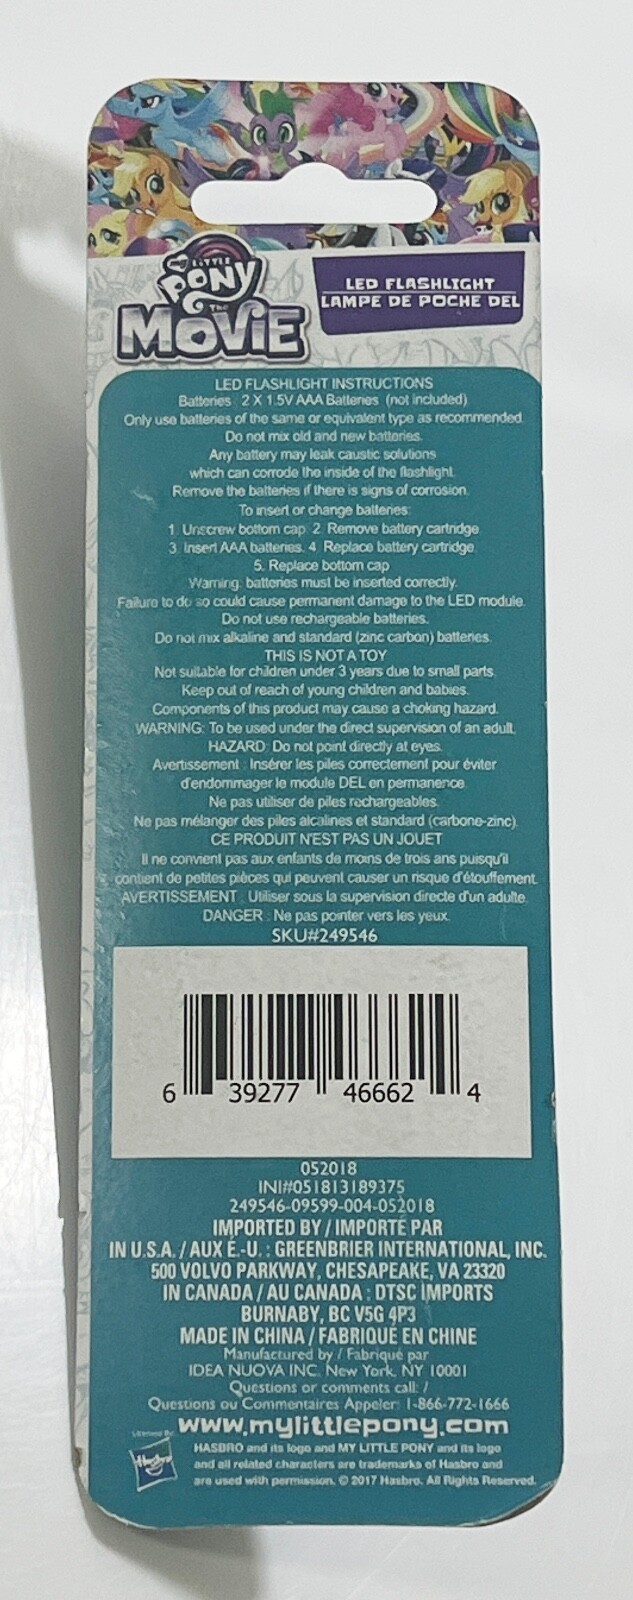 MY LITTLE
PONY
THE
MOVIE
LED FLASHLIGHT
LAMPE DE POCHE DEL
LED FLASHLIGHT INSTRUCTIONS
Batteries : 2 X 1.5V AAA Batteries (not included)
Only use batteries of the same or equivalent type as recommended.
Do not mix old and new batteries.
Any battery may leak caustic solutions
which can corrode the inside of the flashlight.
Remove the batteries if there is signs of corrosion.
To insert or change batteries:
1. Unscrew bottom cap 2. Remove battery cartridge
3. Insert AAA batteries. 4. Replace battery cartridge.
5. Replace bottom cap
Warning: batteries must be inserted correctly.
Failure to do so could cause permanent damage to the LED module.
Do not use rechargeable batteries.
Do not mix alkaline and standard (zinc carbon) batteries.
THIS IS NOT A TOY
Not suitable for children under 3 years due to small parts.
Keep out of reach of young children and babies.
Components of this product may cause a choking hazard.
WARNING: To be used under the direct supervision of an adult.
HAZARD: Do not point directly at eyes.
Avertissement : Insérer les piles correctement pour éviter
d'endommager le module DEL en permanence.
Ne pas utiliser de piles rechargeables.
Ne pas mélanger des piles alcalines et standard (carbone-zinc).
CE PRODUIT N'EST PAS UN JOUET
Il ne convient pas aux enfants de moins de trois ans puisqu'il
contient de petites pièces qui peuvent causer un risque d'étouffement.
AVERTISSEMENT : Utiliser sous la supervision directe d'un adulte.
DANGER : Ne pas pointer vers les yeux.
SKU#249546
6 39277 46662 4
052018
INI#051813189375
249546-09599-004-052018
IMPORTED BY / IMPORTÉ PAR
IN U.S.A. / AUX É.-U. : GREENBRIER INTERNATIONAL, INC.
500 VOLVO PARKWAY, CHESAPEAKE, VA 23320
IN CANADA / AU CANADA : DTSC IMPORTS
BURNABY, BC V5G 4P3
MADE IN CHINA / FABRIQUÉ EN CHINE
Manufactured by / Fabriqué par
IDEA NUOVA INC. New York, NY 10001
Questions or comments call: /
Questions ou Commentaires Appeler: 1-866-772-1666
www.mylittlepony.com
Licensed By:
Hasbro
HASBRO and its logo and MY LITTLE PONY and its logo
and all related characters are trademarks of Hasbro and
are used with permission. © 2017 Hasbro. All Rights Reserved.